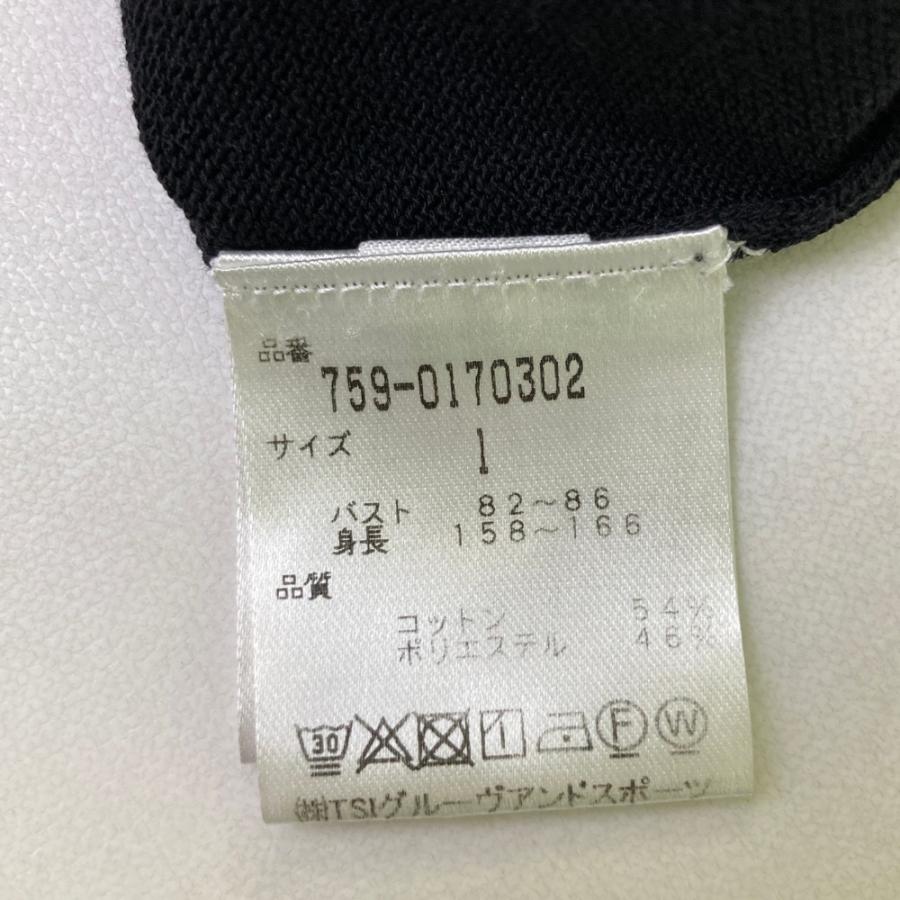 品番
759-0170302
サイズ 1
バスト 82～86
身長 158～166
品質
コットン 54%
ポリエステル 46%
30 F W
㈱TSIグルーヴアンドスポーツ